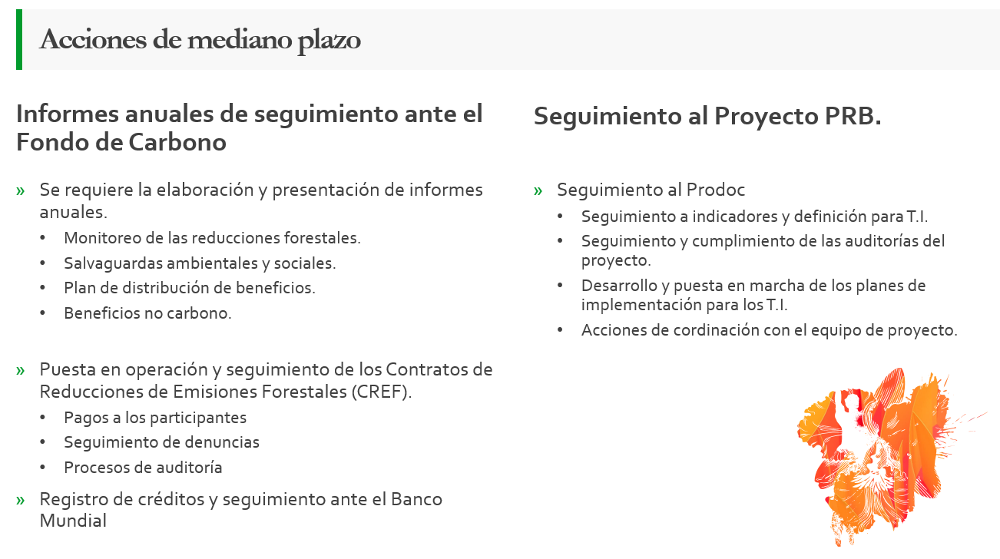 Acciones de mediano plazo
Informes anuales de seguimiento ante el
Fondo de Carbono
» Se requiere la elaboración y presentación de informes
anuales.
• Monitoreo de las reducciones forestales.
• Salvaguardas ambientales y sociales.
• Plan de distribución de beneficios.
• Beneficios no carbono.
» Puesta en operación y seguimiento de los Contratos de
Reducciones de Emisiones Forestales (CREF).
• Pagos a los participantes
• Seguimiento de denuncias
• Procesos de auditoría
» Registro de créditos y seguimiento ante el Banco
Mundial
Seguimiento al Proyecto PRB.
» Seguimiento al Prodoc
• Seguimiento a indicadores y definición para T.I.
• Seguimiento y cumplimiento de las auditorías del
proyecto.
• Desarrollo y puesta en marcha de los planes de
implementación para los T.I.
• Acciones de cordinación con el equipo de proyecto.